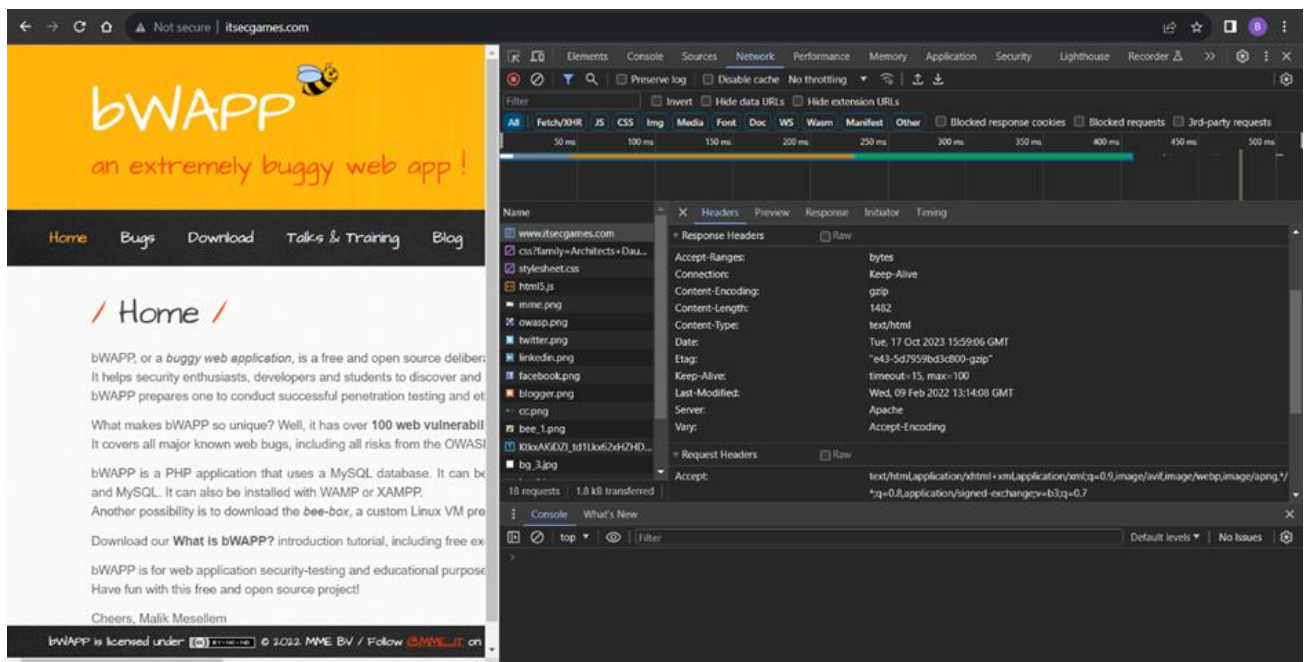 Not secure | itsecgames.com
B
bWAPP
an extremely buggy web app !
Home Bugs Download Talks & Training Blog
/ Home /
bWAPP, or a buggy web application, is a free and open source deliber
It helps security enthusiasts, developers and students to discover and
bWAPP prepares one to conduct successful penetration testing and et
What makes bWAPP so unique? Well, it has over 100 web vulnerabil
It covers all major known web bugs, including all risks from the OWAS
bWAPP is a PHP application that uses a MySQL database. It can be
and MySQL. It can also be installed with WAMP or XAMPP.
Another possibility is to download the bee-box, a custom Linux VM pre
Download our What is bWAPP? introduction tutorial, including free ex
bWAPP is for web application security-testing and educational purpose
Have fun with this free and open source project!
Cheers, Malik Mesellem
bWAPP is licensed under © 2022 MME BV / Follow @MME_IT on
Elements Console Sources Network Performance Memory Application Security Lighthouse Recorder
Preserve log Disable cache No throttling
Filter Invert Hide data URLs Hide extension URLs
All Fetch/XHR JS CSS Img Media Font Doc WS Wasm Manifest Other Blocked response cookies Blocked requests 3rd-party requests
50 ms 100 ms 150 ms 200 ms 250 ms 300 ms 350 ms 400 ms 450 ms 500 ms
Name
www.itsecgames.com
css?family=Architects+Dau...
stylesheet.css
html5.js
mme.png
owasp.png
twitter.png
linkedin.png
facebook.png
blogger.png
cc.png
bee_1.png
bg_3.jpg
18 requests 1.8 kB transferred
Headers Preview Response Initiator Timing
Response Headers Raw
Accept-Ranges: bytes
Connection: Keep-Alive
Content-Encoding: gzip
Content-Length: 1482
Content-Type: text/html
Date: Tue, 17 Oct 2023 15:59:06 GMT
Etag: "e43-5d7959bd3c800-gzip"
Keep-Alive: timeout=15, max=100
Last-Modified: Wed, 09 Feb 2022 13:14:08 GMT
Server: Apache
Vary: Accept-Encoding
Request Headers Raw
Accept: text/html,application/xhtml+xml,application/xml;q=0.9,image/avif,image/webp,image/apng,*/
*;q=0.8,application/signed-exchange;v=b3;q=0.7
Console What's New
top Filter Default levels No Issues